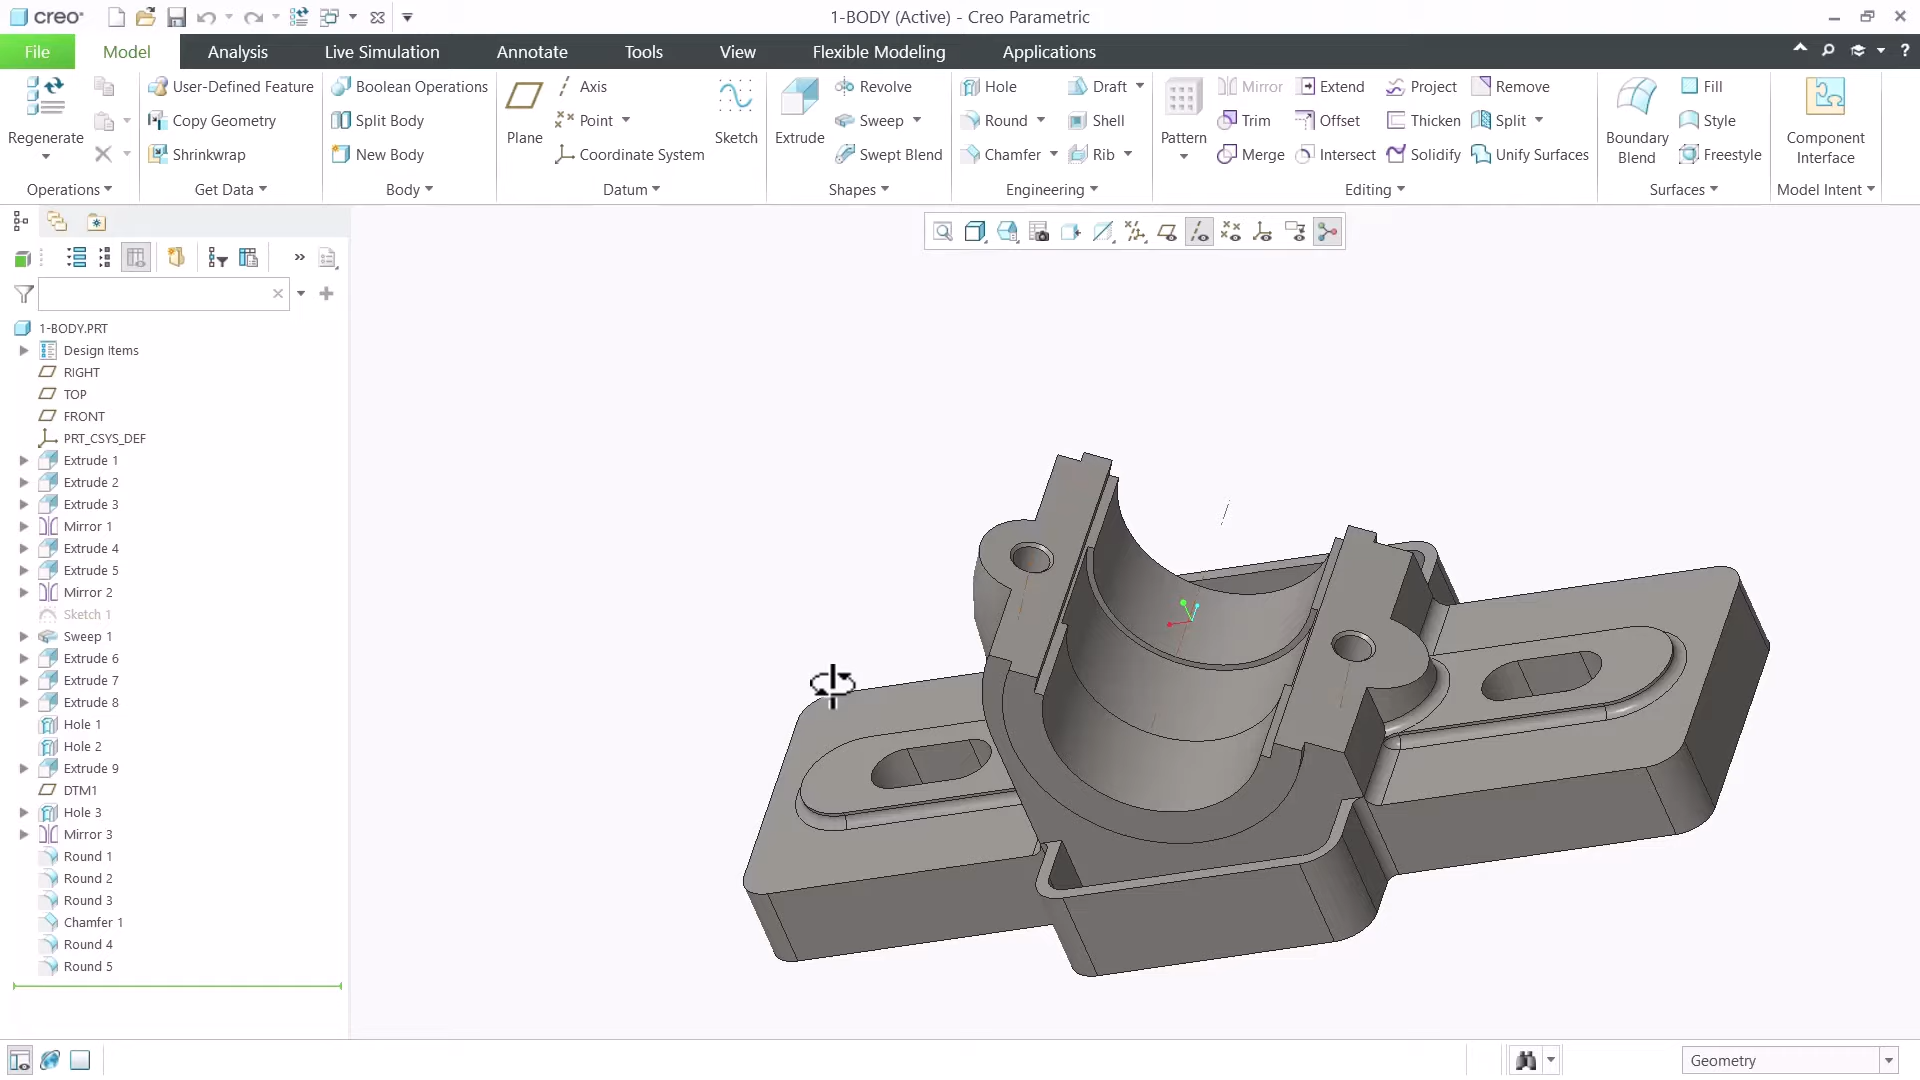 creo®
1-BODY (Active) - Creo Parametric
File Model Analysis Live Simulation Annotate Tools View Flexible Modeling Applications
Regenerate
Operations
User-Defined Feature
Copy Geometry
Shrinkwrap
Get Data
Boolean Operations
Split Body
New Body
Body
Plane
Axis
Point
Coordinate System
Sketch
Datum
Extrude
Revolve
Sweep
Swept Blend
Shapes
Hole
Round
Chamfer
Draft
Shell
Rib
Engineering
Pattern
Mirror
Trim
Merge
Extend
Offset
Intersect
Project
Thicken
Solidify
Remove
Split
Unify Surfaces
Editing
Boundary
Blend
Fill
Style
Freestyle
Surfaces
Component
Interface
Model Intent
1-BODY.PRT
Design Items
RIGHT
TOP
FRONT
PRT_CSYS_DEF
Extrude 1
Extrude 2
Extrude 3
Mirror 1
Extrude 4
Extrude 5
Mirror 2
Sketch 1
Sweep 1
Extrude 6
Extrude 7
Extrude 8
Hole 1
Hole 2
Extrude 9
DTM1
Hole 3
Mirror 3
Round 1
Round 2
Round 3
Chamfer 1
Round 4
Round 5
Geometry